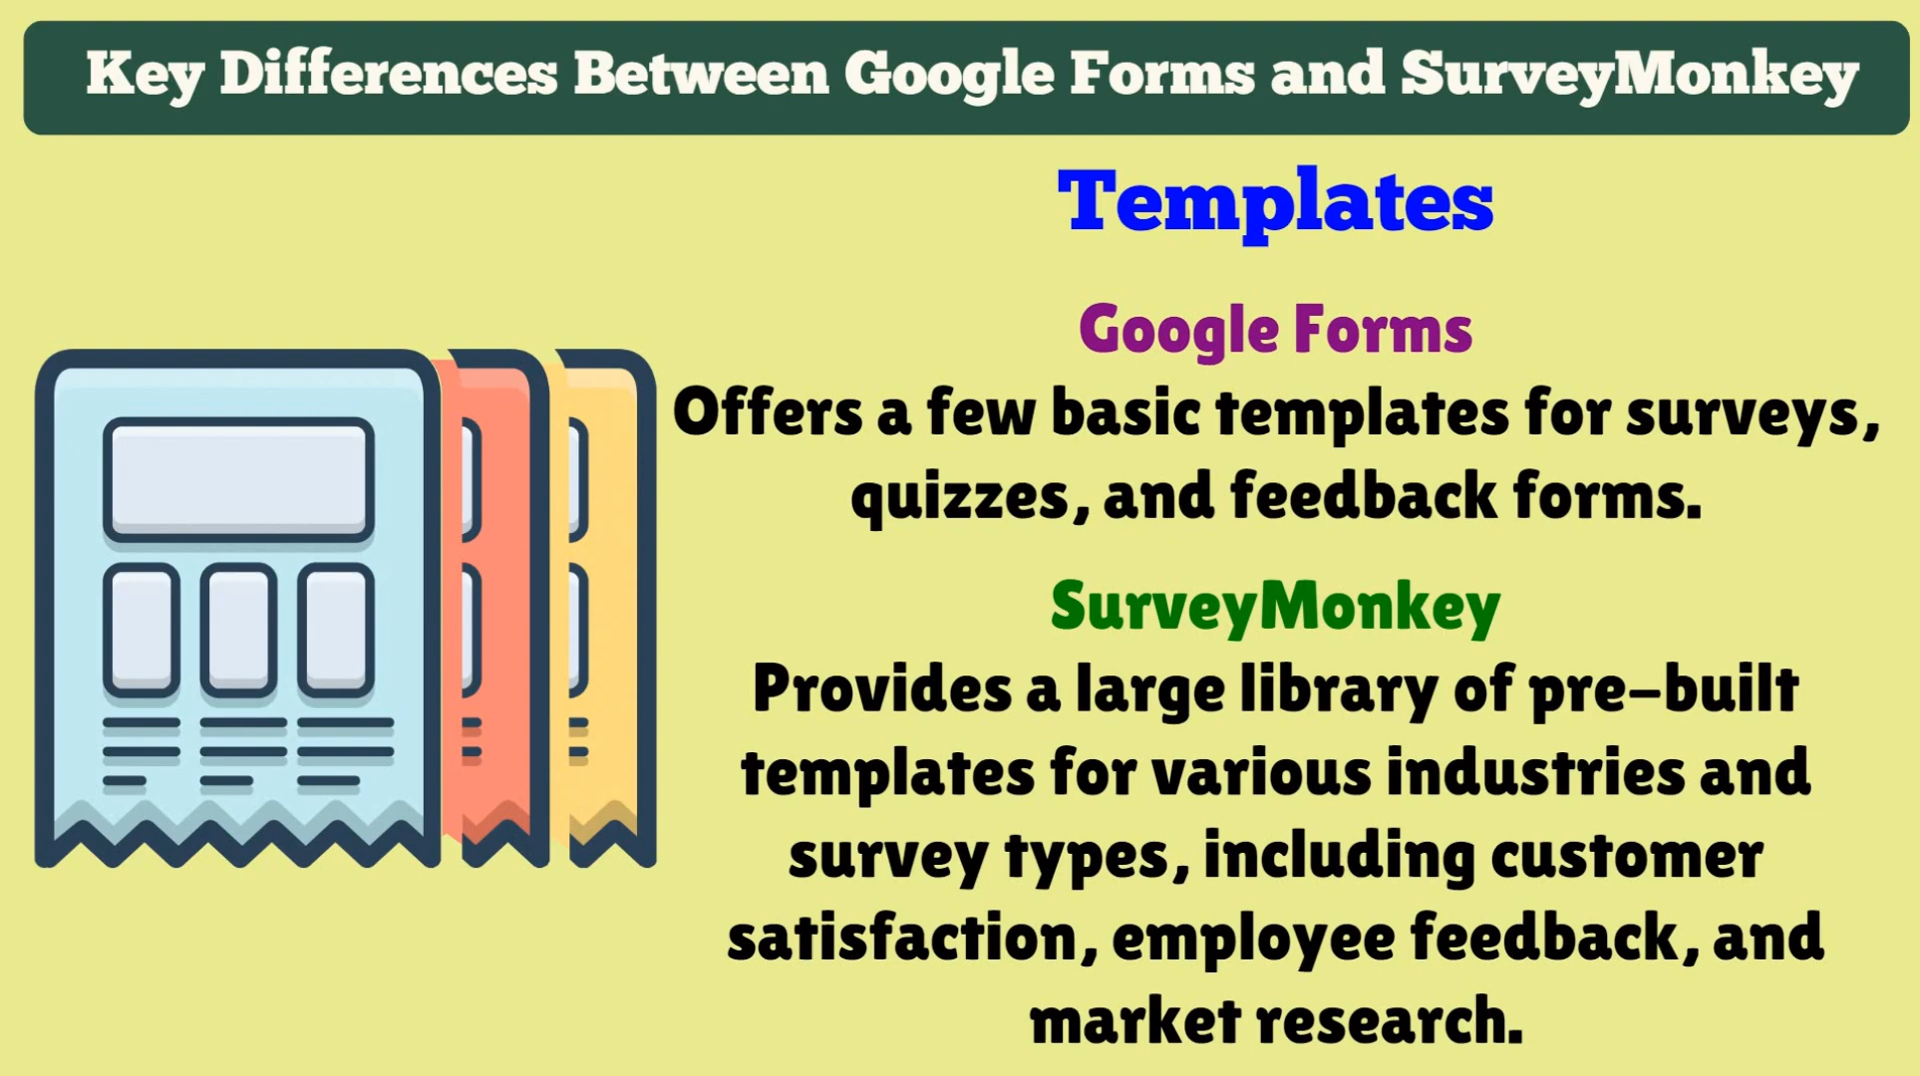 Key Differences Between Google Forms and SurveyMonkey
Templates
Google Forms
Offers a few basic templates for surveys,
quizzes, and feedback forms.
SurveyMonkey
Provides a large library of pre-built
templates for various industries and
survey types, including customer
satisfaction, employee feedback, and
market research.